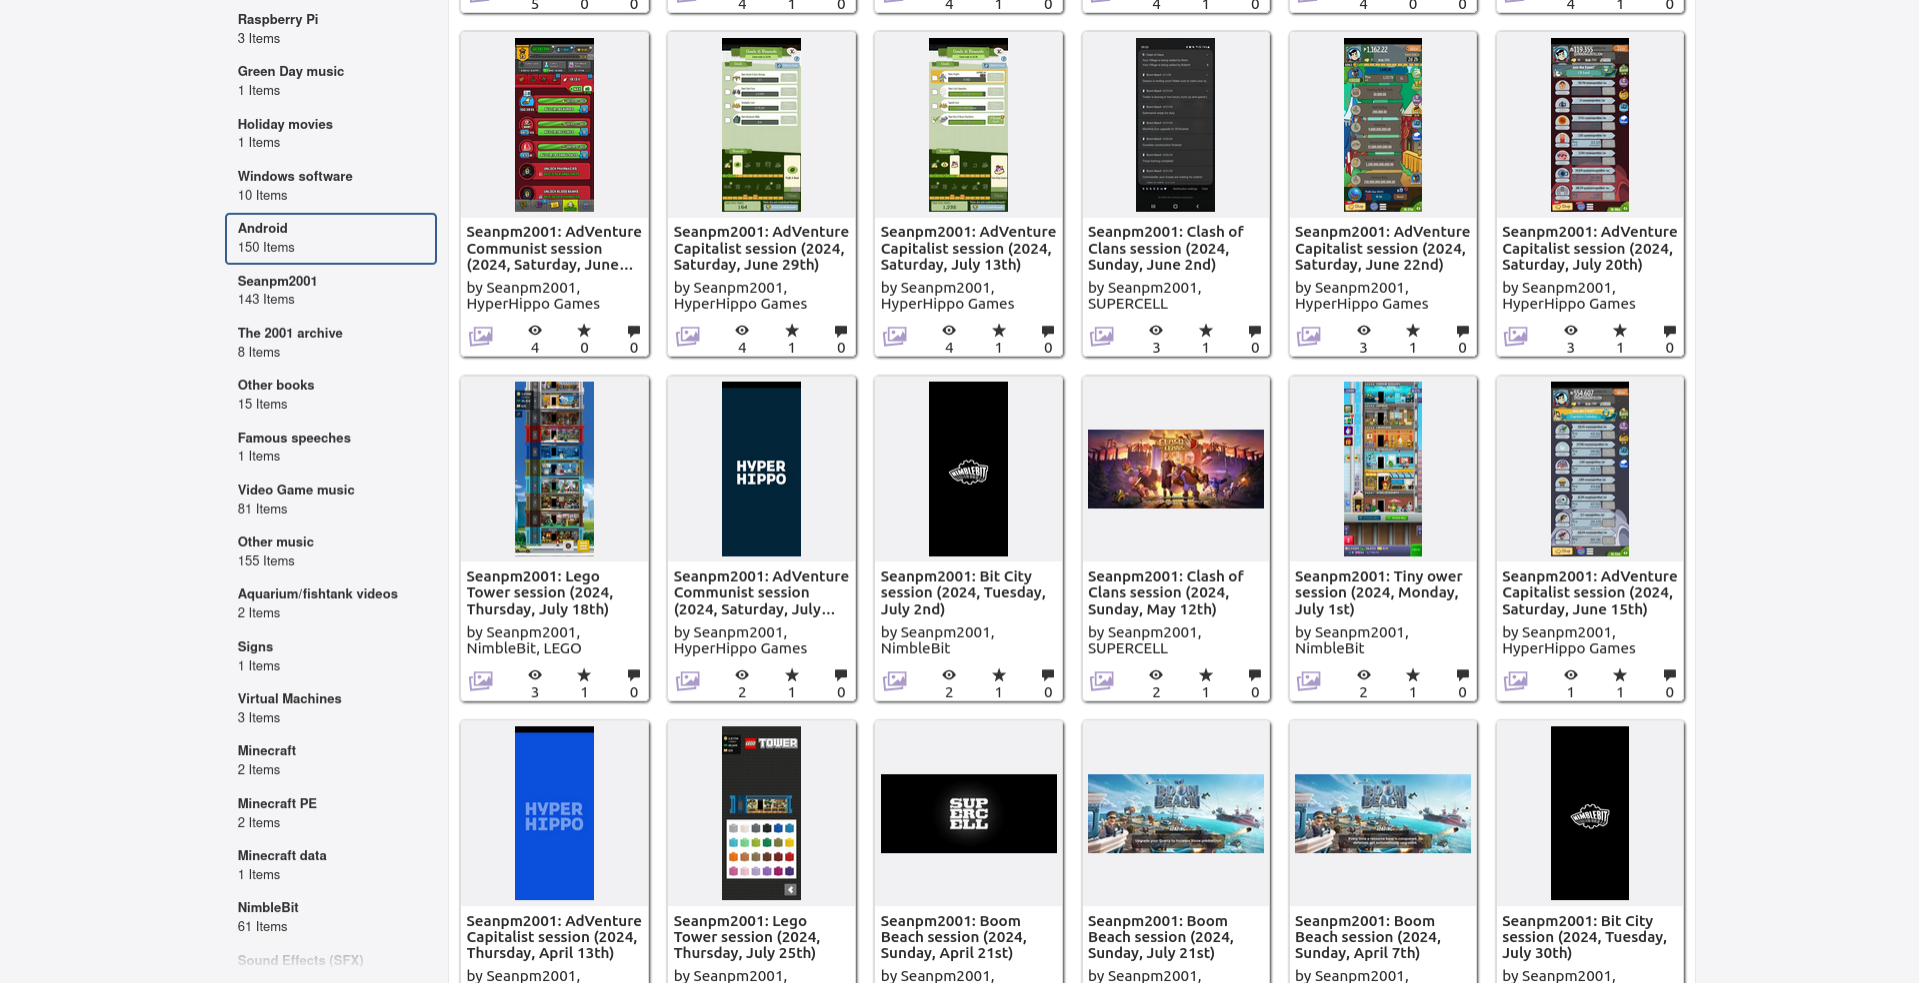 Raspberry Pi
3 Items
Green Day music
1 Items
Holiday movies
1 Items
Windows software
10 Items
Android
150 Items
Seanpm2001
143 Items
The 2001 archive
8 Items
Other books
15 Items
Famous speeches
1 Items
Video Game music
81 Items
Other music
155 Items
Aquarium/fishtank videos
2 Items
Signs
1 Items
Virtual Machines
3 Items
Minecraft
2 Items
Minecraft PE
2 Items
Minecraft data
1 Items
NimbleBit
61 Items
Sound Effects (SFX)
5 0 0
4 1 0
4 1 0
4 1 0
4 0 0
4 1 0
Seanpm2001: AdVenture
Communist session
(2024, Saturday, June...
by Seanpm2001,
HyperHippo Games
4 0 0
Seanpm2001: AdVenture
Capitalist session (2024,
Saturday, June 29th)
by Seanpm2001,
HyperHippo Games
4 1 0
Seanpm2001: AdVenture
Capitalist session (2024,
Saturday, July 13th)
by Seanpm2001,
HyperHippo Games
4 1 0
Seanpm2001: Clash of
Clans session (2024,
Sunday, June 2nd)
by Seanpm2001,
SUPERCELL
3 1 0
Seanpm2001: AdVenture
Capitalist session (2024,
Saturday, June 22nd)
by Seanpm2001,
HyperHippo Games
3 1 0
Seanpm2001: AdVenture
Capitalist session (2024,
Saturday, July 20th)
by Seanpm2001,
HyperHippo Games
3 1 0
Seanpm2001: Lego
Tower session (2024,
Thursday, July 18th)
by Seanpm2001,
NimbleBit, LEGO
3 1 0
HYPER
HIPPO
Seanpm2001: AdVenture
Communist session
(2024, Saturday, July...
by Seanpm2001,
HyperHippo Games
2 1 0
NIMBLEBIT
Seanpm2001: Bit City
session (2024, Tuesday,
July 2nd)
by Seanpm2001,
NimbleBit
2 1 0
Seanpm2001: Clash of
Clans session (2024,
Sunday, May 12th)
by Seanpm2001,
SUPERCELL
2 1 0
Seanpm2001: Tiny ower
session (2024, Monday,
July 1st)
by Seanpm2001,
NimbleBit
2 1 0
Seanpm2001: AdVenture
Capitalist session (2024,
Saturday, June 15th)
by Seanpm2001,
HyperHippo Games
1 1 0
HYPER
HIPPO
Seanpm2001: AdVenture
Capitalist session (2024,
Thursday, April 13th)
by Seanpm2001,
LEGO TOWER
Seanpm2001: Lego
Tower session (2024,
Thursday, July 25th)
by Seanpm2001,
SUP
ERC
ELL
Seanpm2001: Boom
Beach session (2024,
Sunday, April 21st)
by Seanpm2001,
BOOM
BEACH
Seanpm2001: Boom
Beach session (2024,
Sunday, July 21st)
by Seanpm2001,
BOOM
BEACH
Seanpm2001: Boom
Beach session (2024,
Sunday, April 7th)
by Seanpm2001,
NIMBLEBIT
Seanpm2001: Bit City
session (2024, Tuesday,
July 30th)
by Seanpm2001,